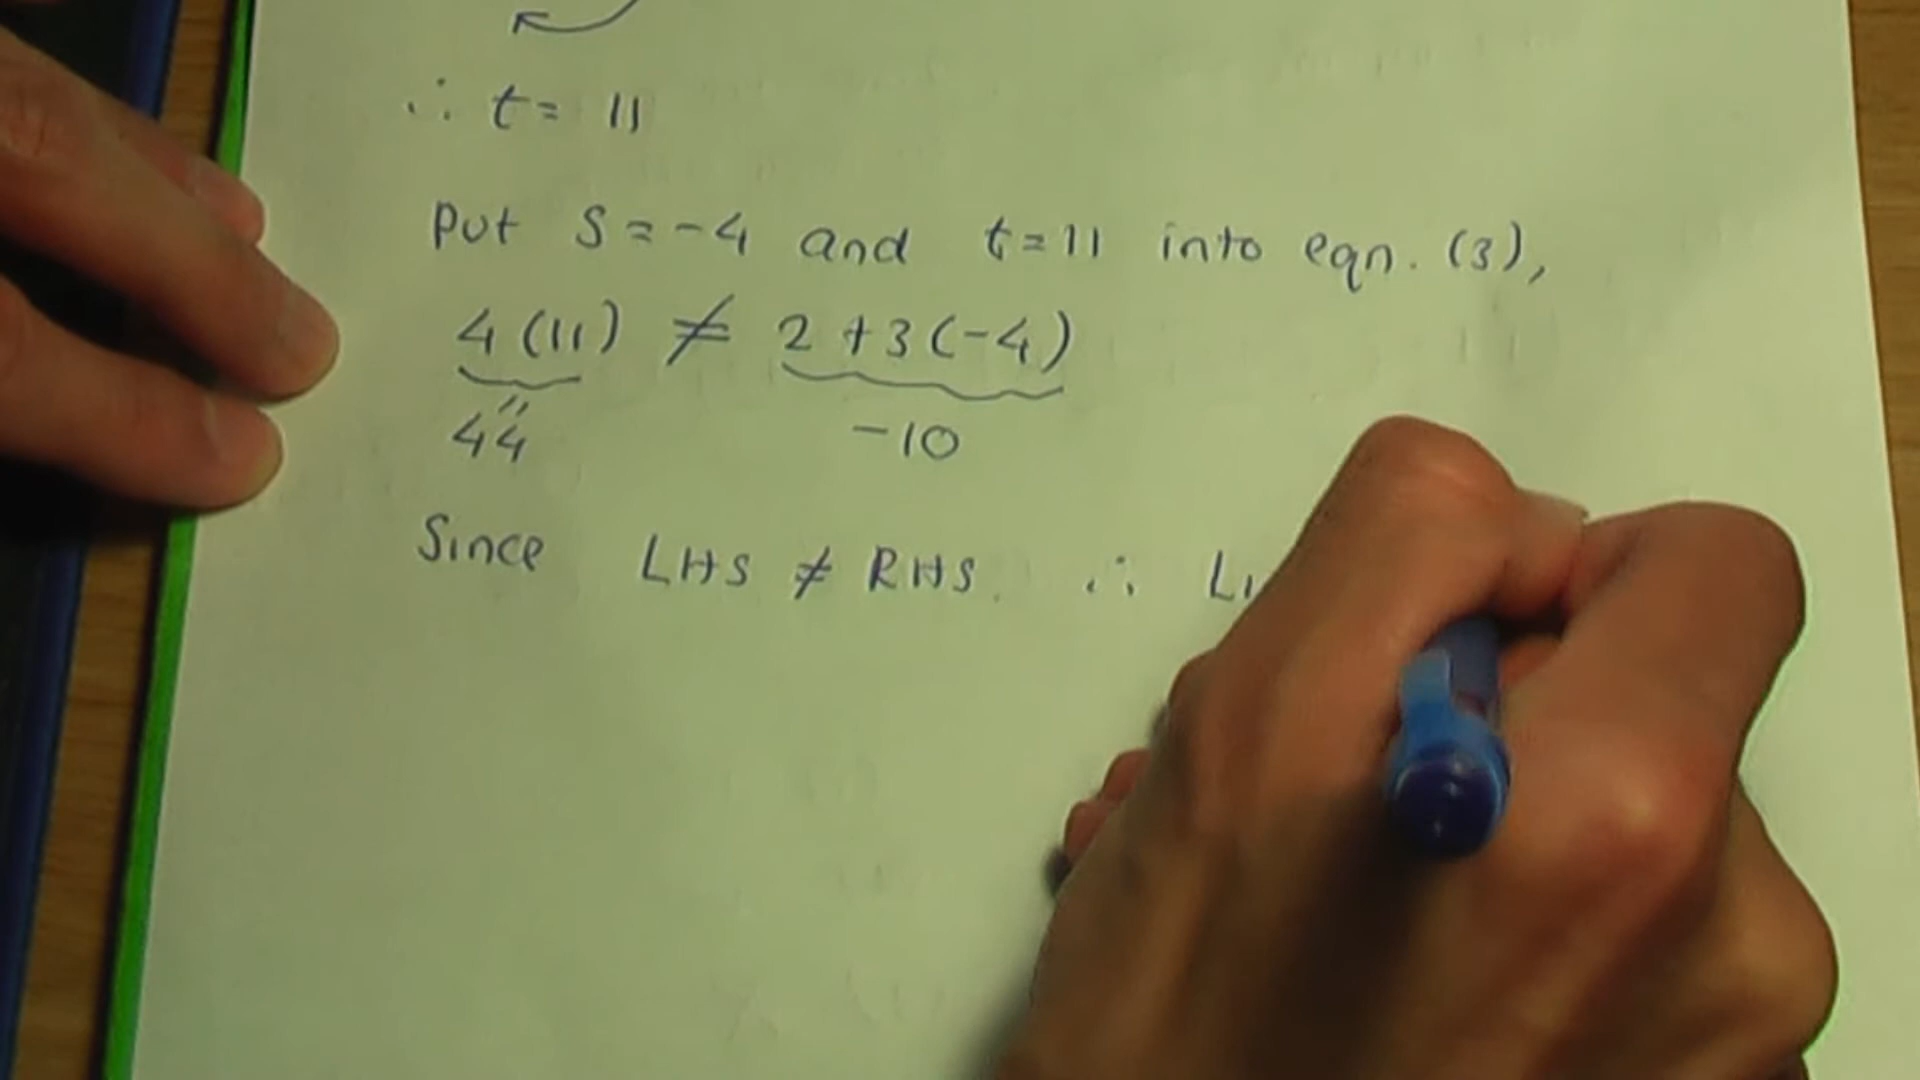 ∴ t = 11
Put S = -4 and t = 11 into eqn. (3),
4 (11) ≠ 2 + 3 (-4)
44 -10
Since LHS ≠ RHS. ∴